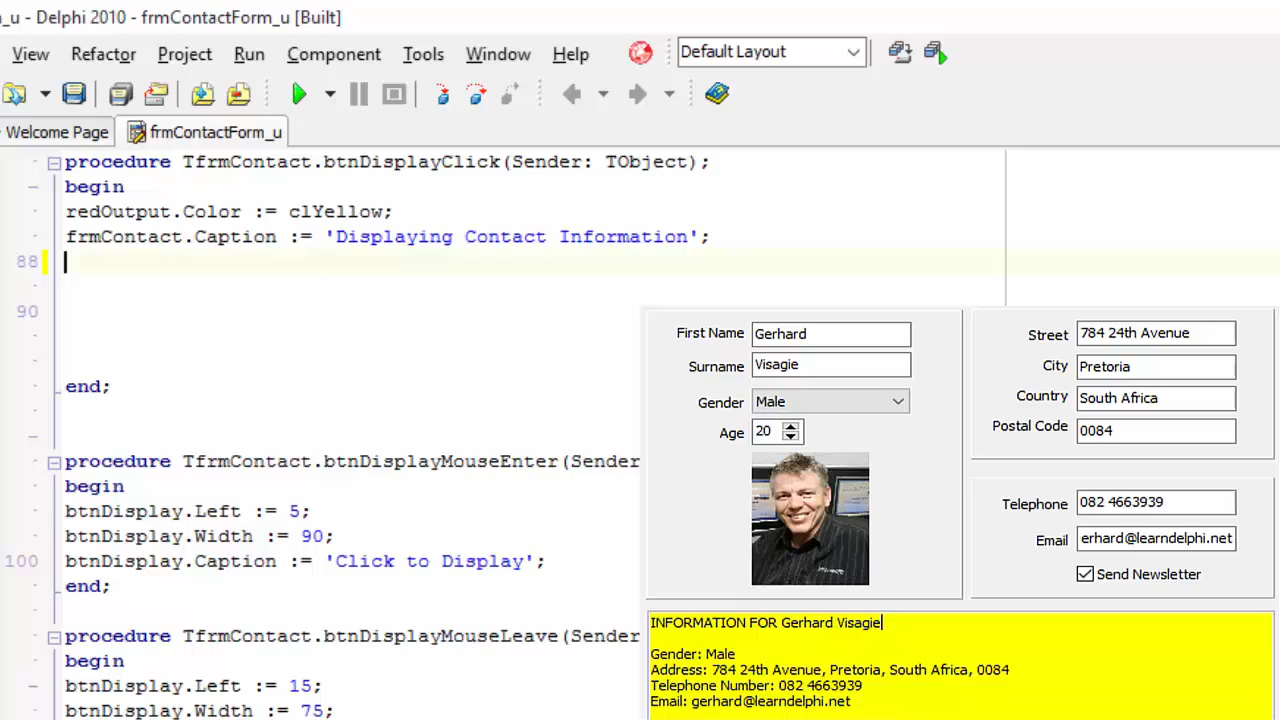 _u - Delphi 2010 - frmContactForm_u [Built]
View Refactor Project Run Component Tools Window Help Default Layout
Welcome Page frmContactForm_u
procedure TfrmContact.btnDisplayClick(Sender: TObject);
begin
redOutput.Color := clYellow;
frmContact.Caption := 'Displaying Contact Information';
88
90
end;
procedure TfrmContact.btnDisplayMouseEnter(Sender
begin
btnDisplay.Left := 5;
btnDisplay.Width := 90;
100 btnDisplay.Caption := 'Click to Display';
end;
procedure TfrmContact.btnDisplayMouseLeave(Sender
begin
btnDisplay.Left := 15;
btnDisplay.Width := 75;
First Name Gerhard
Surname Visagie
Gender Male
Age 20
Street 784 24th Avenue
City Pretoria
Country South Africa
Postal Code 0084
Telephone 082 4663939
Email erhard@learndelphi.net
Send Newsletter
INFORMATION FOR Gerhard Visagie
Gender: Male
Address: 784 24th Avenue, Pretoria, South Africa, 0084
Telephone Number: 082 4663939
Email: gerhard@learndelphi.net